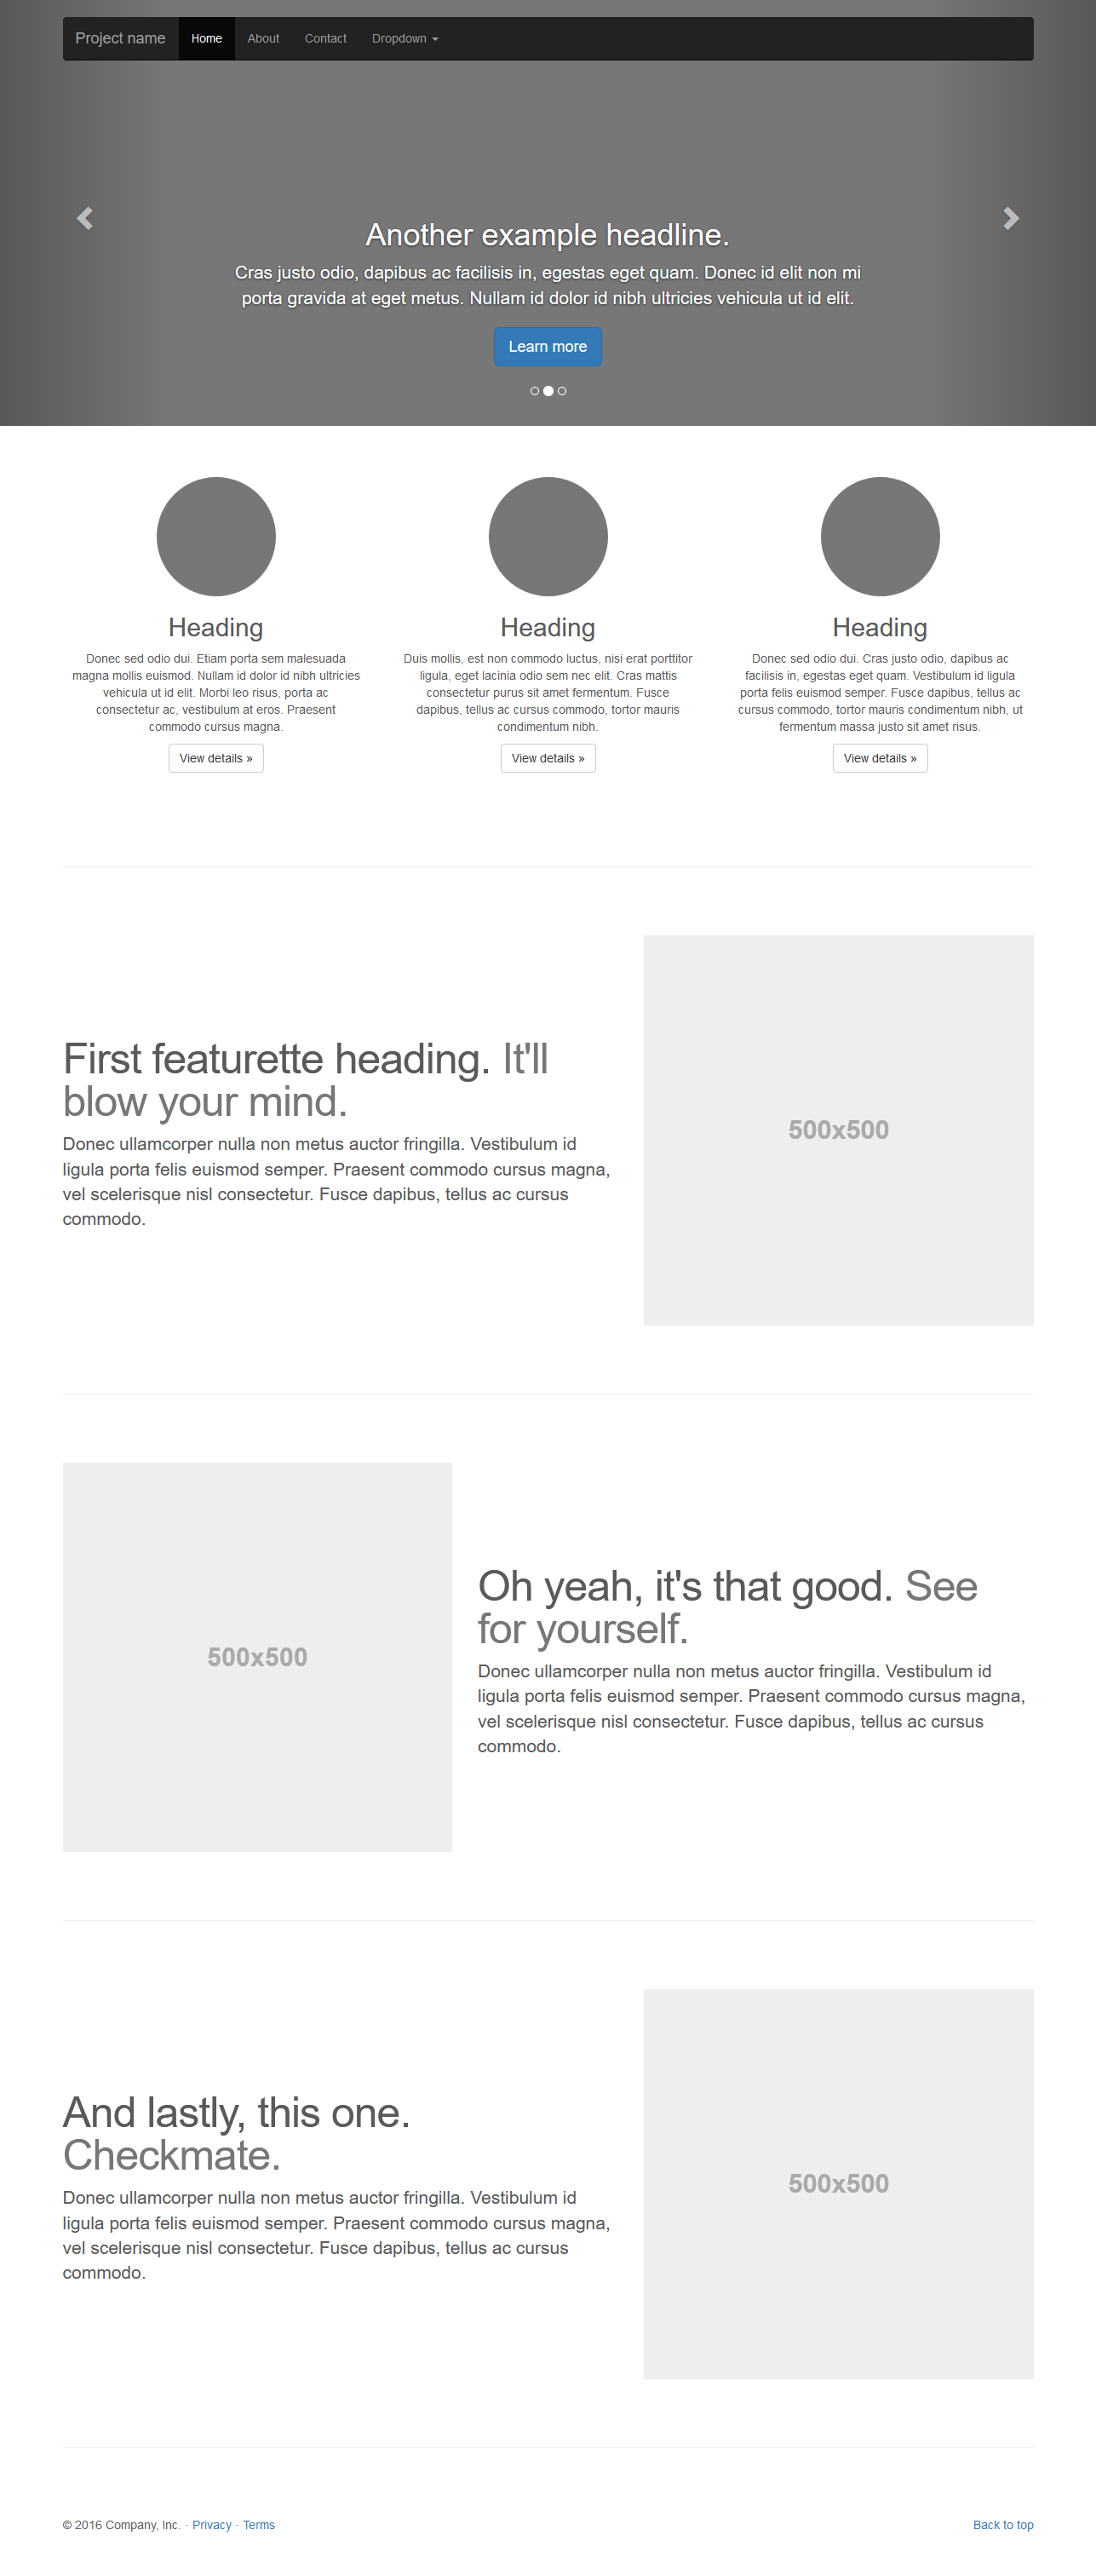 Project name Home About Contact Dropdown
Another example headline.
Cras justo odio, dapibus ac facilisis in, egestas eget quam. Donec id elit non mi
porta gravida at eget metus. Nullam id dolor id nibh ultricies vehicula ut id elit.
Learn more
Heading
Donec sed odio dui. Etiam porta sem malesuada
magna mollis euismod. Nullam id dolor id nibh ultricies
vehicula ut id elit. Morbi leo risus, porta ac
consectetur ac, vestibulum at eros. Praesent
commodo cursus magna.
View details »
Heading
Duis mollis, est non commodo luctus, nisi erat porttitor
ligula, eget lacinia odio sem nec elit. Cras mattis
consectetur purus sit amet fermentum. Fusce
dapibus, tellus ac cursus commodo, tortor mauris
condimentum nibh.
View details »
Heading
Donec sed odio dui. Cras justo odio, dapibus ac
facilisis in, egestas eget quam. Vestibulum id ligula
porta felis euismod semper. Fusce dapibus, tellus ac
cursus commodo, tortor mauris condimentum nibh, ut
fermentum massa justo sit amet risus.
View details »
First featurette heading. It'll
blow your mind.
Donec ullamcorper nulla non metus auctor fringilla. Vestibulum id
ligula porta felis euismod semper. Praesent commodo cursus magna,
vel scelerisque nisl consectetur. Fusce dapibus, tellus ac cursus
commodo.
500x500
500x500
Oh yeah, it's that good. See
for yourself.
Donec ullamcorper nulla non metus auctor fringilla. Vestibulum id
ligula porta felis euismod semper. Praesent commodo cursus magna,
vel scelerisque nisl consectetur. Fusce dapibus, tellus ac cursus
commodo.
And lastly, this one.
Checkmate.
Donec ullamcorper nulla non metus auctor fringilla. Vestibulum id
ligula porta felis euismod semper. Praesent commodo cursus magna,
vel scelerisque nisl consectetur. Fusce dapibus, tellus ac cursus
commodo.
500x500
© 2016 Company, Inc. · Privacy · Terms
Back to top